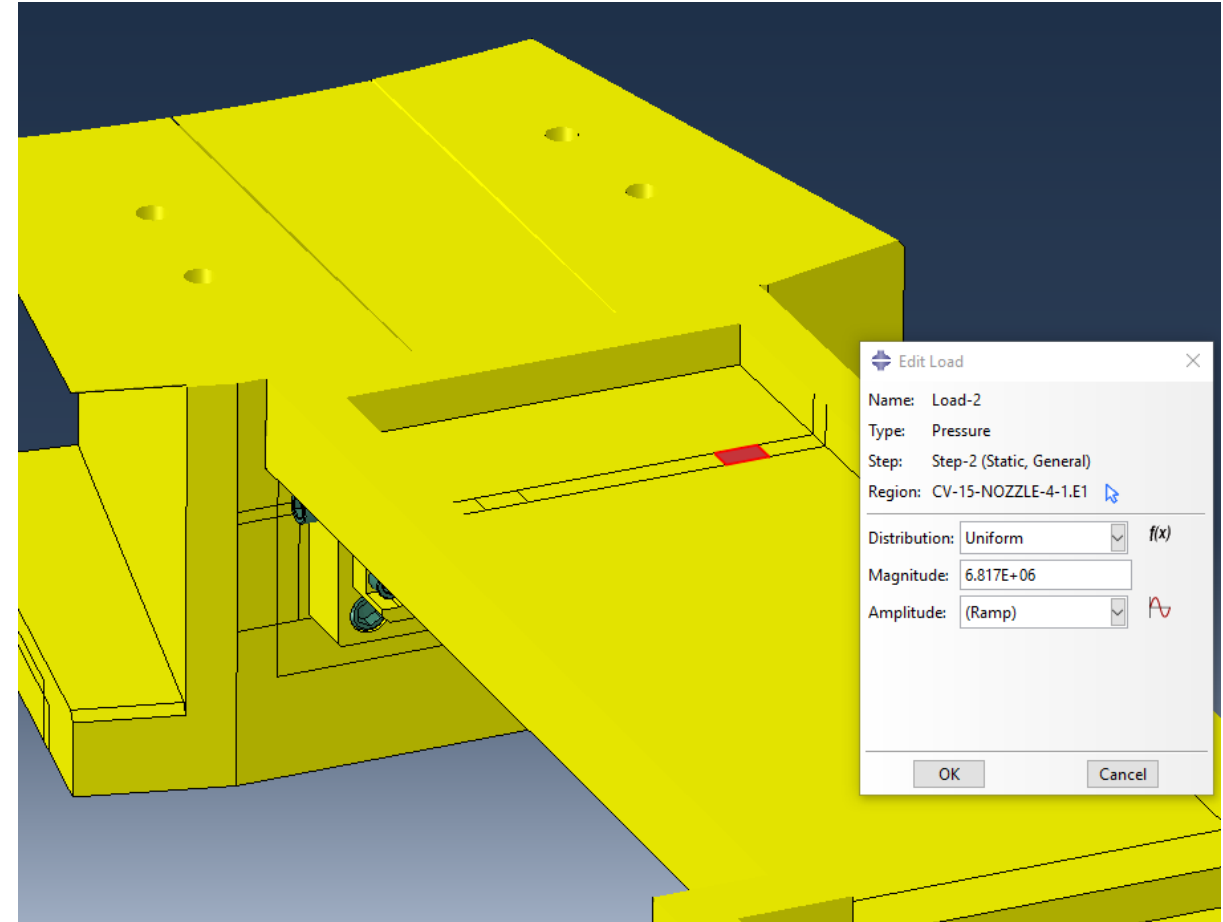 Edit Load
Name: Load-2
Type: Pressure
Step: Step-2 (Static, General)
Region: CV-15-NOZZLE-4-1.E1
Distribution: Uniform f(x)
Magnitude: 6.817E+06
Amplitude: (Ramp)
OK Cancel